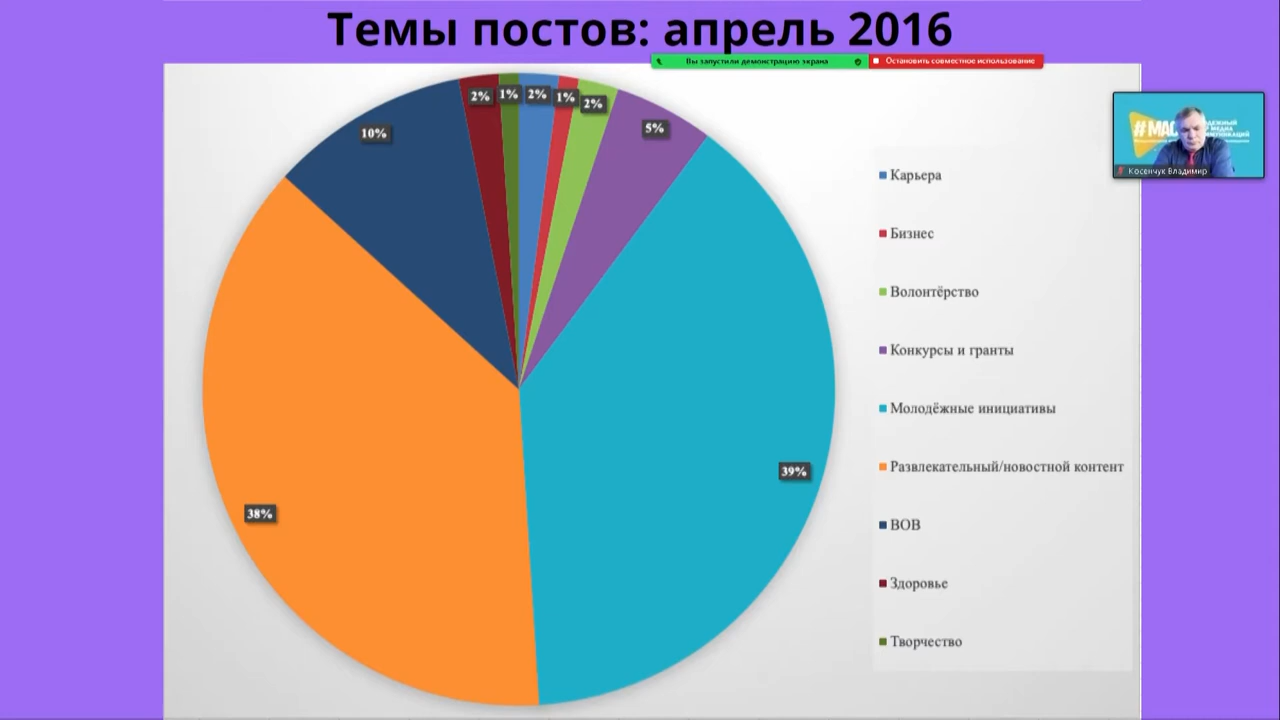 Темы постов: апрель 2016
Вы запустили демонстрацию экрана
Остановить совместное использование
2%
1%
2%
1%
2%
5%
10%
39%
38%
Карьера
Бизнес
Волонтёрство
Конкурсы и гранты
Молодёжные инициативы
Развлекательный/новостной контент
ВОВ
Здоровье
Творчество
Косенчук Владимир